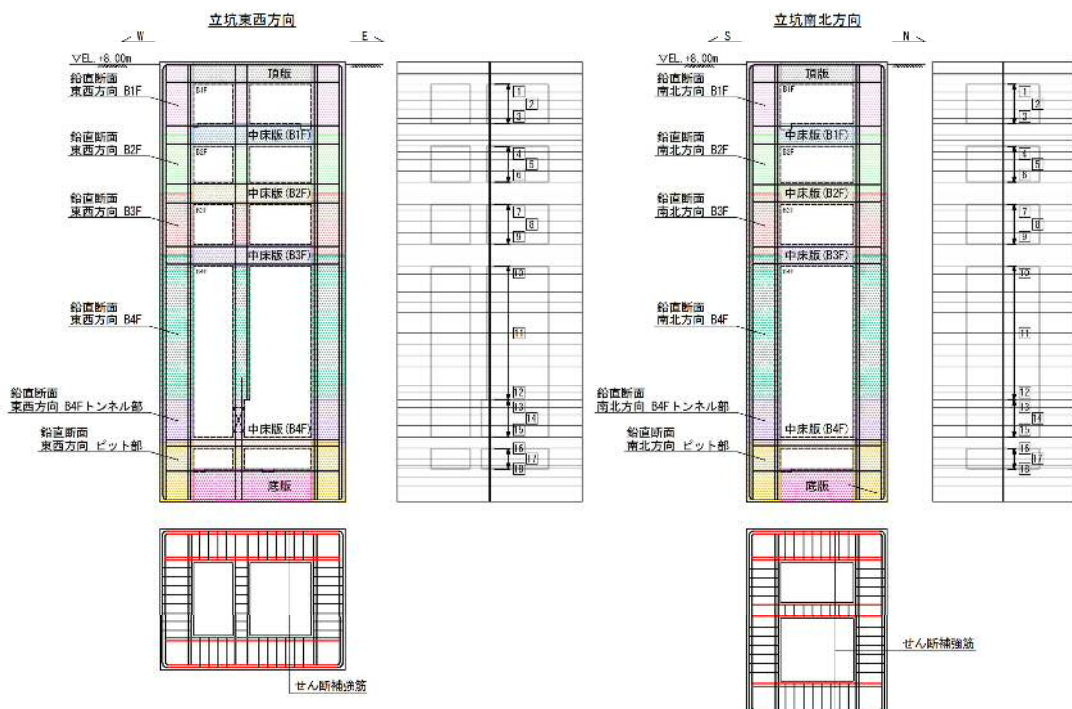 立坑東西方向
W
E
▽EL.+8.00m
頂版
鉛直断面
東西方向 B1F
B1F
1
2
3
中床版(B1F)
鉛直断面
東西方向 B2F
B2F
4
5
6
中床版(B2F)
鉛直断面
東西方向 B3F
7
8
9
中床版(B3F)
B4F
10
鉛直断面
東西方向 B4F
11
鉛直断面
東西方向 B4Fトンネル部
12
13
14
中床版(B4F)
15
鉛直断面
東西方向 ピット部
16
17
18
底版
せん断補強筋
立坑南北方向
S
N
▽EL.+8.00m
頂版
鉛直断面
南北方向 B1F
B1F
1
2
3
中床版(B1F)
鉛直断面
南北方向 B2F
B2F
4
5
6
中床版(B2F)
鉛直断面
南北方向 B3F
7
8
9
中床版(B3F)
B4F
10
鉛直断面
南北方向 B4F
11
鉛直断面
南北方向 B4Fトンネル部
12
13
14
中床版(B4F)
15
鉛直断面
南北方向 ピット部
16
17
18
底版
せん断補強筋